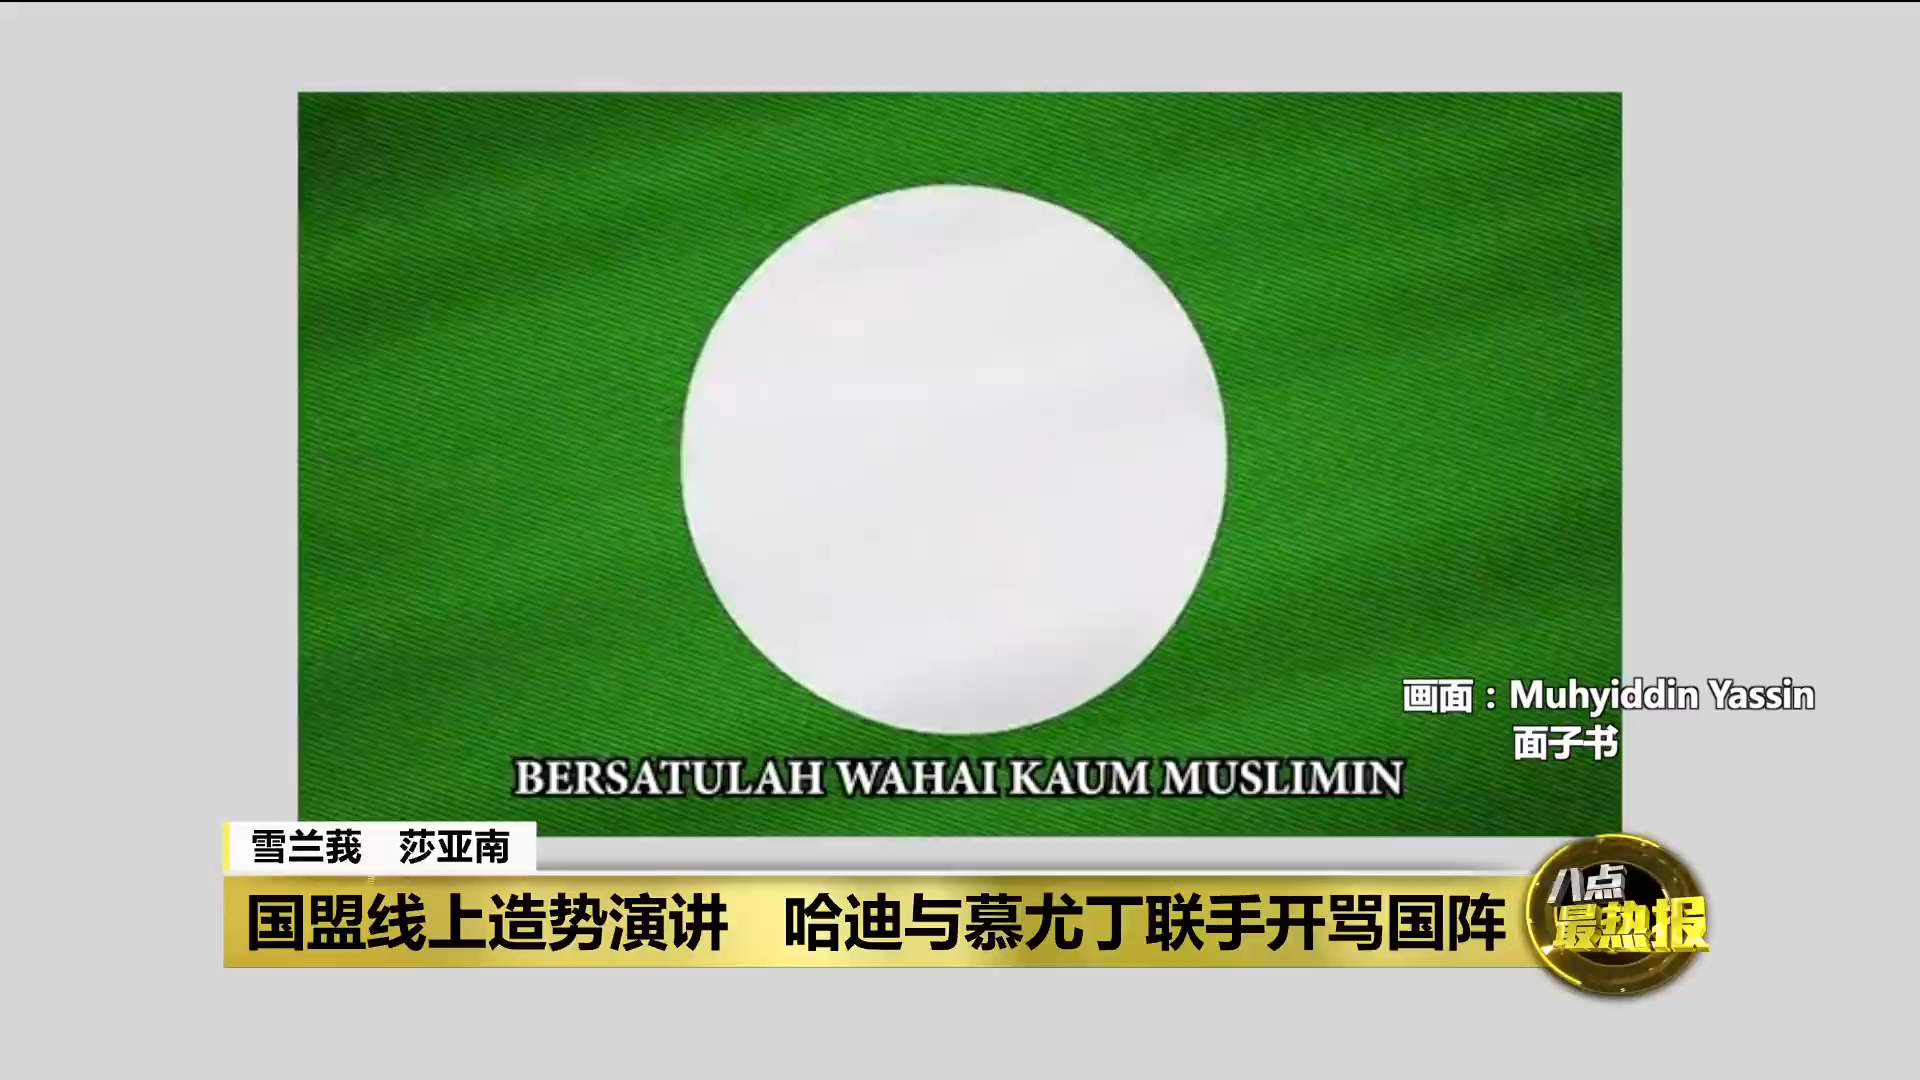 画面：Muhyiddin Yassin
面子书
BERSATULAH WAHAI KAUM MUSLIMIN
雪兰莪 莎亚南
国盟线上造势演讲 哈迪与慕尤丁联手开骂国阵
八点
最热报